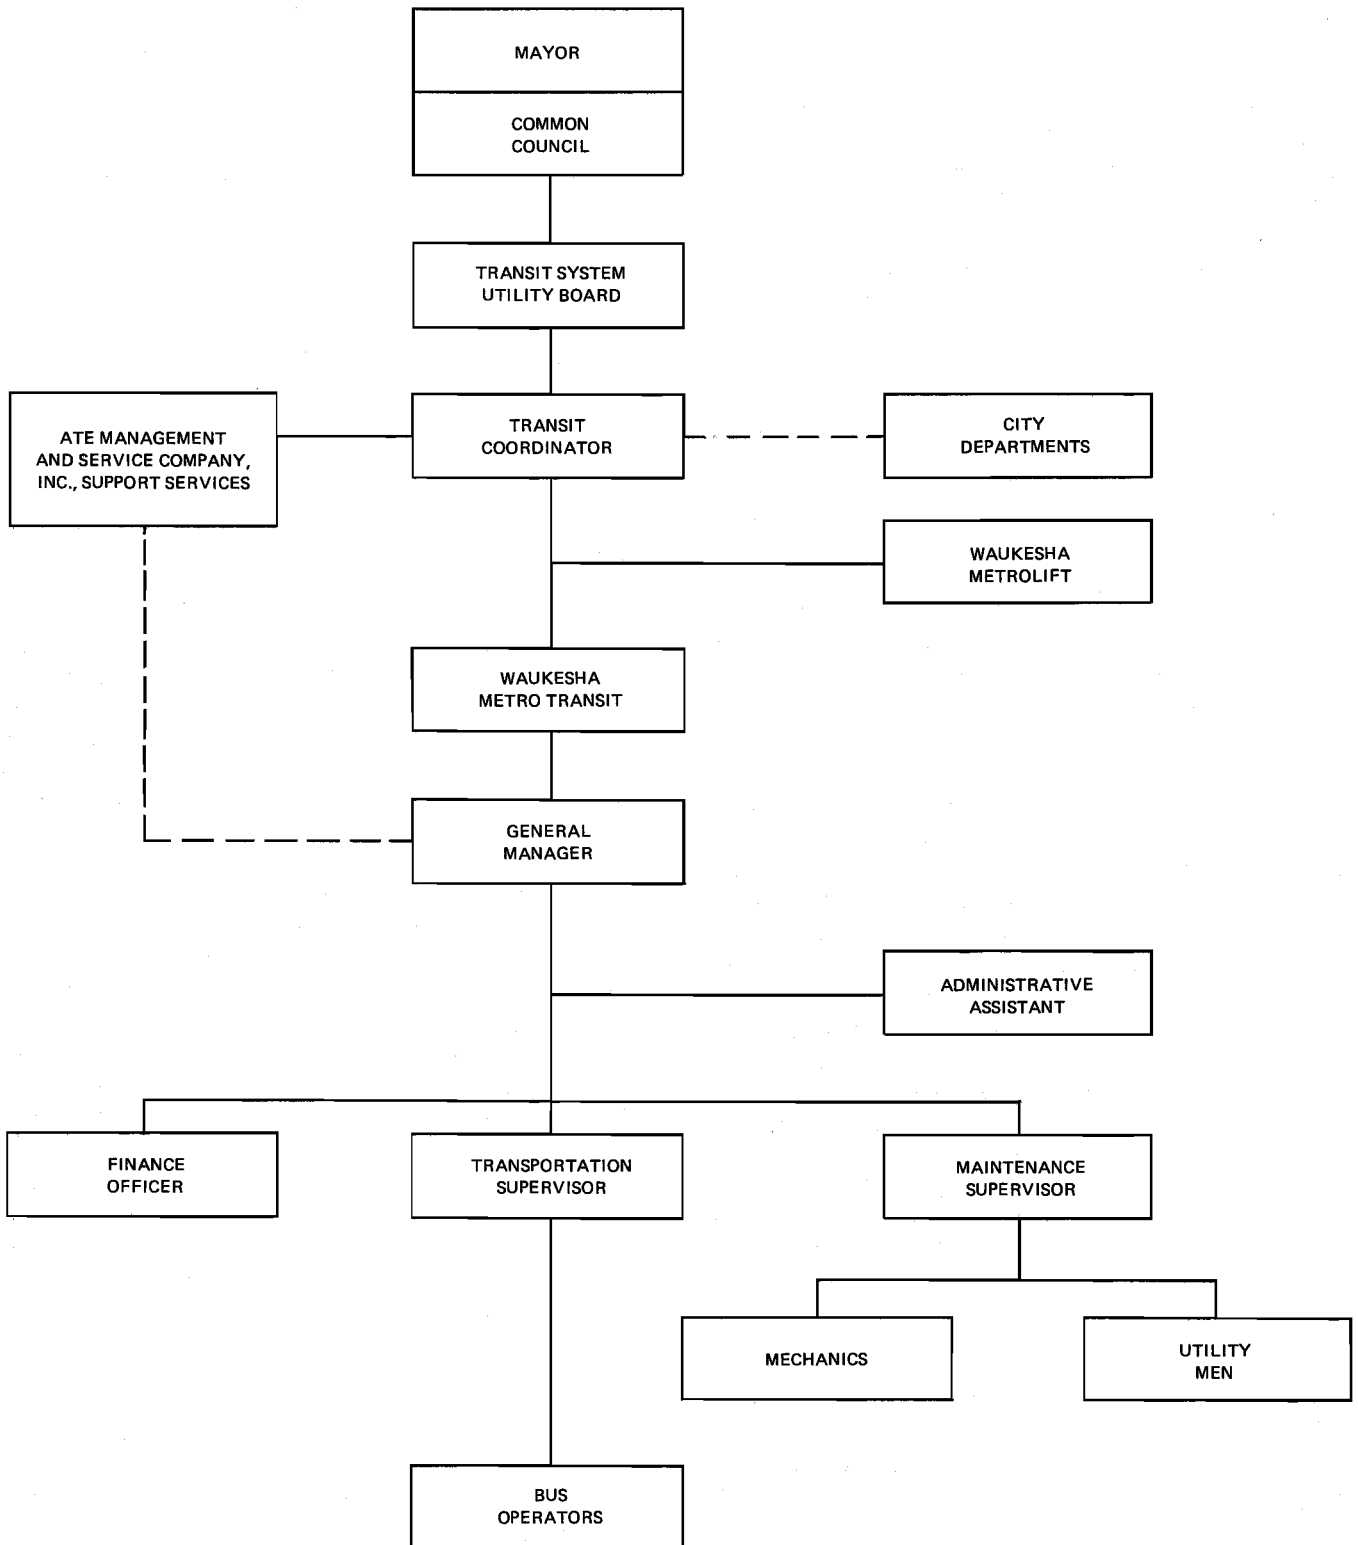 MAYOR
COMMON
COUNCIL
TRANSIT SYSTEM
UTILITY BOARD
ATE MANAGEMENT
AND SERVICE COMPANY,
INC., SUPPORT SERVICES
TRANSIT
COORDINATOR
CITY
DEPARTMENTS
WAUKESHA
METROLIFT
WAUKESHA
METRO TRANSIT
GENERAL
MANAGER
ADMINISTRATIVE
ASSISTANT
FINANCE
OFFICER
TRANSPORTATION
SUPERVISOR
MAINTENANCE
SUPERVISOR
MECHANICS
UTILITY
MEN
BUS
OPERATORS